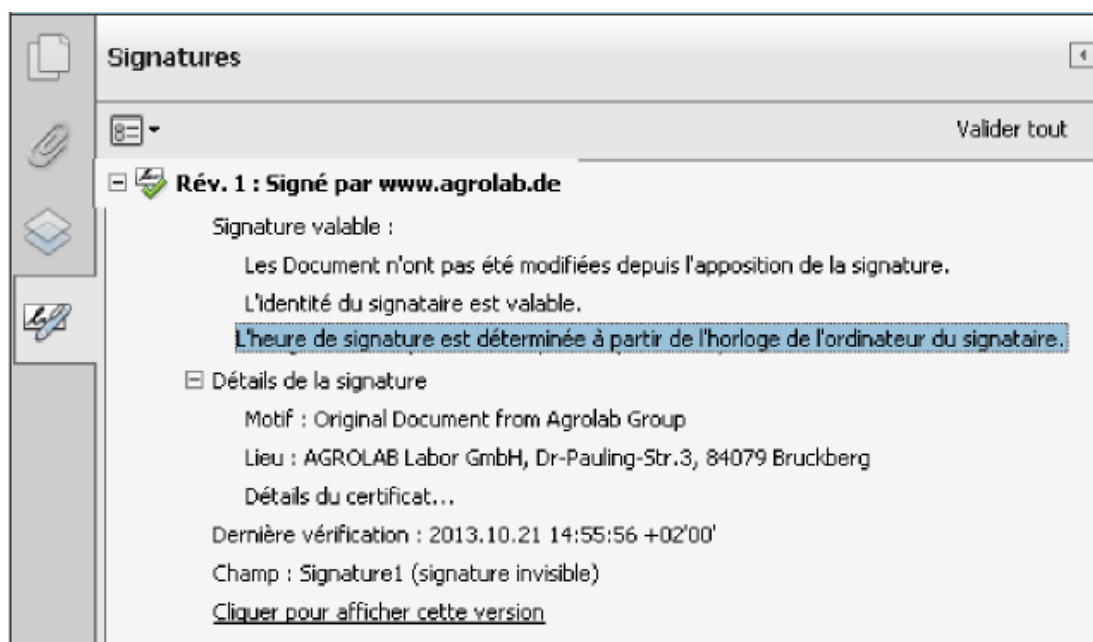 Signatures
Valider tout
Rév. 1 : Signé par www.agrolab.de
Signature valable :
Les Document n'ont pas été modifiées depuis l'apposition de la signature.
L'identité du signataire est valable.
L'heure de signature est déterminée à partir de l'horloge de l'ordinateur du signataire.
Détails de la signature
Motif : Original Document from Agrolab Group
Lieu : AGROLAB Labor GmbH, Dr-Pauling-Str.3, 84079 Bruckberg
Détails du certificat...
Dernière vérification : 2013.10.21 14:55:56 +02'00'
Champ : Signature1 (signature invisible)
Cliquer pour afficher cette version